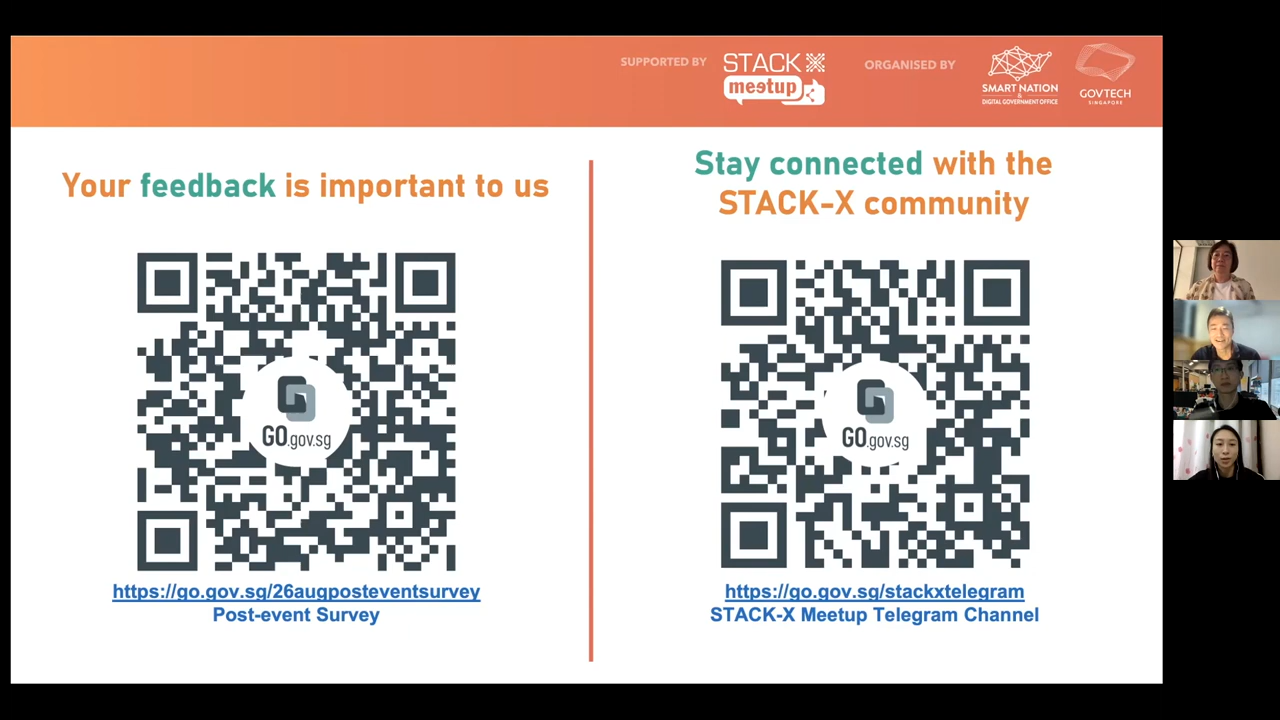 SUPPORTED BY
STACK
meetup
ORGANISED BY
SMART NATION
&
DIGITAL GOVERNMENT OFFICE
GOVTECH
SINGAPORE
Your feedback is important to us
GO.gov.sg
https://go.gov.sg/26augposteventsurvey
Post-event Survey
Stay connected with the
STACK-X community
GO.gov.sg
https://go.gov.sg/stackxtelegram
STACK-X Meetup Telegram Channel